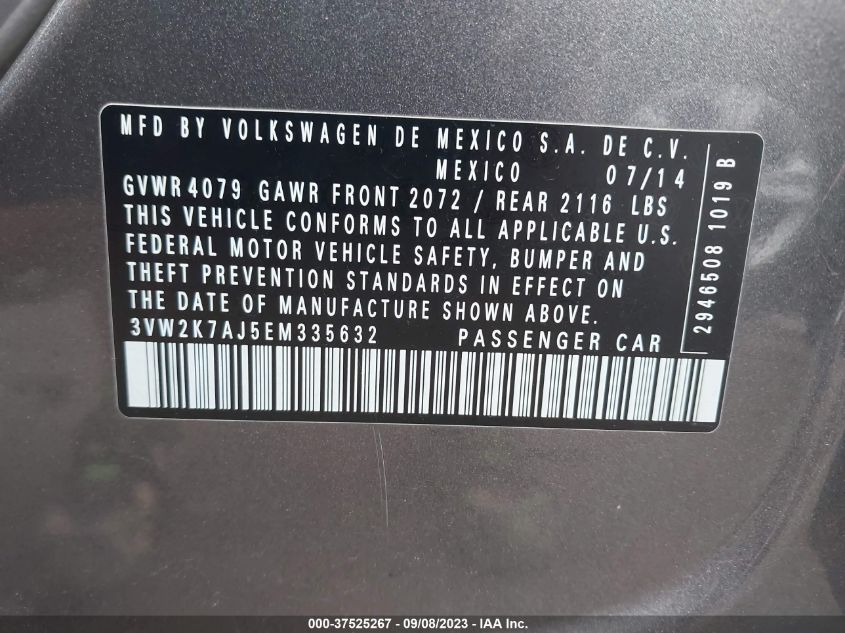 MFD BY VOLKSWAGEN DE MEXICO S.A. DE C.V.
MEXICO 07/14
GVWR 4079 GAWR FRONT 2072 / REAR 2116 LBS
THIS VEHICLE CONFORMS TO ALL APPLICABLE U.S.
FEDERAL MOTOR VEHICLE SAFETY, BUMPER AND
THEFT PREVENTION STANDARDS IN EFFECT ON
THE DATE OF MANUFACTURE SHOWN ABOVE.
3VW2K7AJ5EM335632 PASSENGER CAR
2946508 1019 B
000-37525267 - 09/08/2023 - IAA Inc.